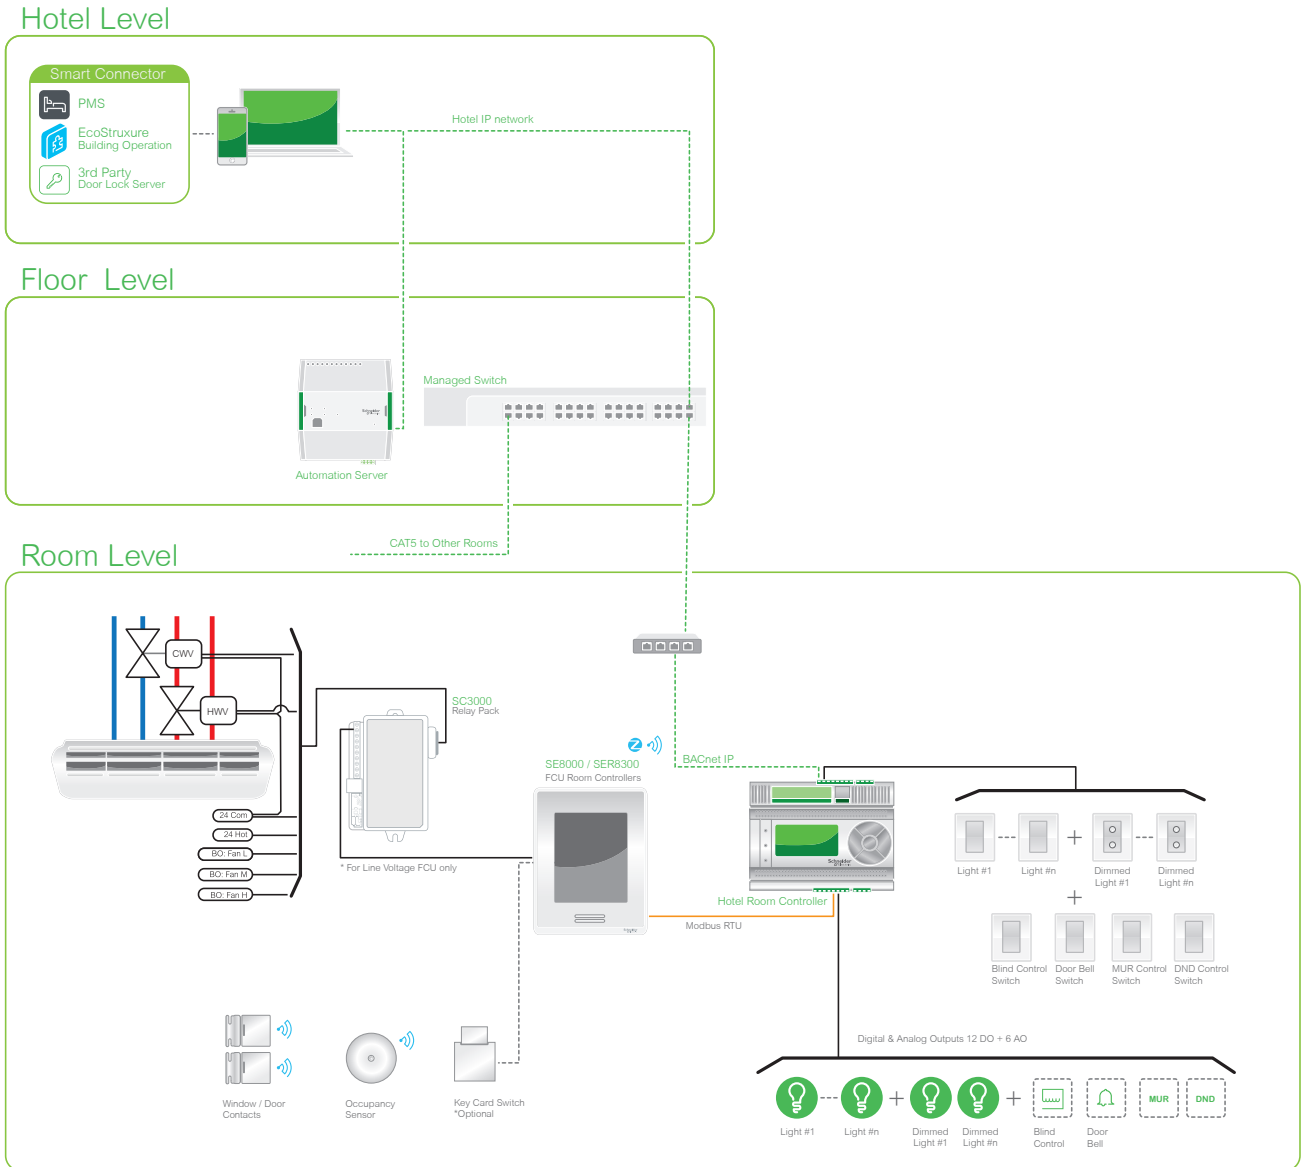 Hotel Level
Smart Connector
PMS
EcoStruxure
Building Operation
3rd Party
Door Lock Server
Hotel IP network
Floor Level
Managed Switch
Schneider
Automation Server
CAT5 to Other Rooms
Room Level
CWV
HWV
SC3000
Relay Pack
24 Com
24 Hot
BO: Fan L
BO: Fan M
BO: Fan H
* For Line Voltage FCU only
SE8000 / SER8300
FCU Room Controllers
BACnet IP
Schneider
Hotel Room Controller
Modbus RTU
Light #1
Light #n
Dimmed
Light #1
Dimmed
Light #n
Blind Control
Switch
Door Bell
Switch
MUR Control
Switch
DND Control
Switch
Window / Door
Contacts
Occupancy
Sensor
Key Card Switch
*Optional
Digital & Analog Outputs 12 DO + 6 AO
Light #1
Light #n
Dimmed
Light #1
Dimmed
Light #n
Blind
Control
Door
Bell
MUR
DND